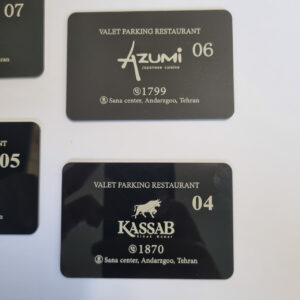 07
ran
VALET PARKING RESTAURANT
AZUMI 06
Japanese cuisine
1799
Sana center, Andarzgoo, Tehran
05
VALET PARKING RESTAURANT
04
KASSAB
1870
Sana center, Andarzgoo, Tehran